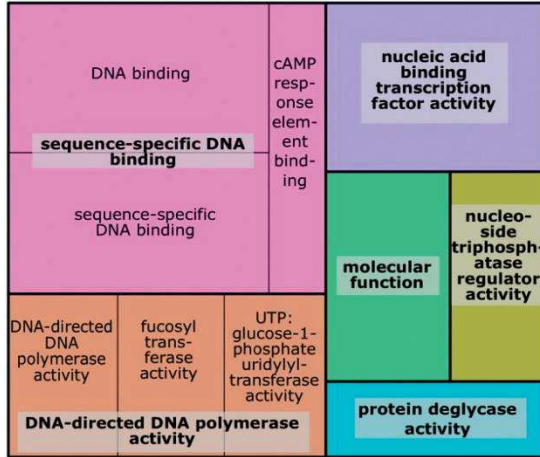 DNA binding
sequence-specific DNA
binding
sequence-specific
DNA binding
cAMP
resp-
onse
elem-
ent
bind-
ing
nucleic acid
binding
transcription
factor activity
molecular
function
nucleo-
side
triphosph-
atase
regulator
activity
DNA-directed
DNA
polymerase
activity
fucosyl
trans-
ferase
activity
UTP:
glucose-1-
phosphate
uridylyl-
transferase
activity
DNA-directed DNA polymerase
activity
protein deglycase
activity